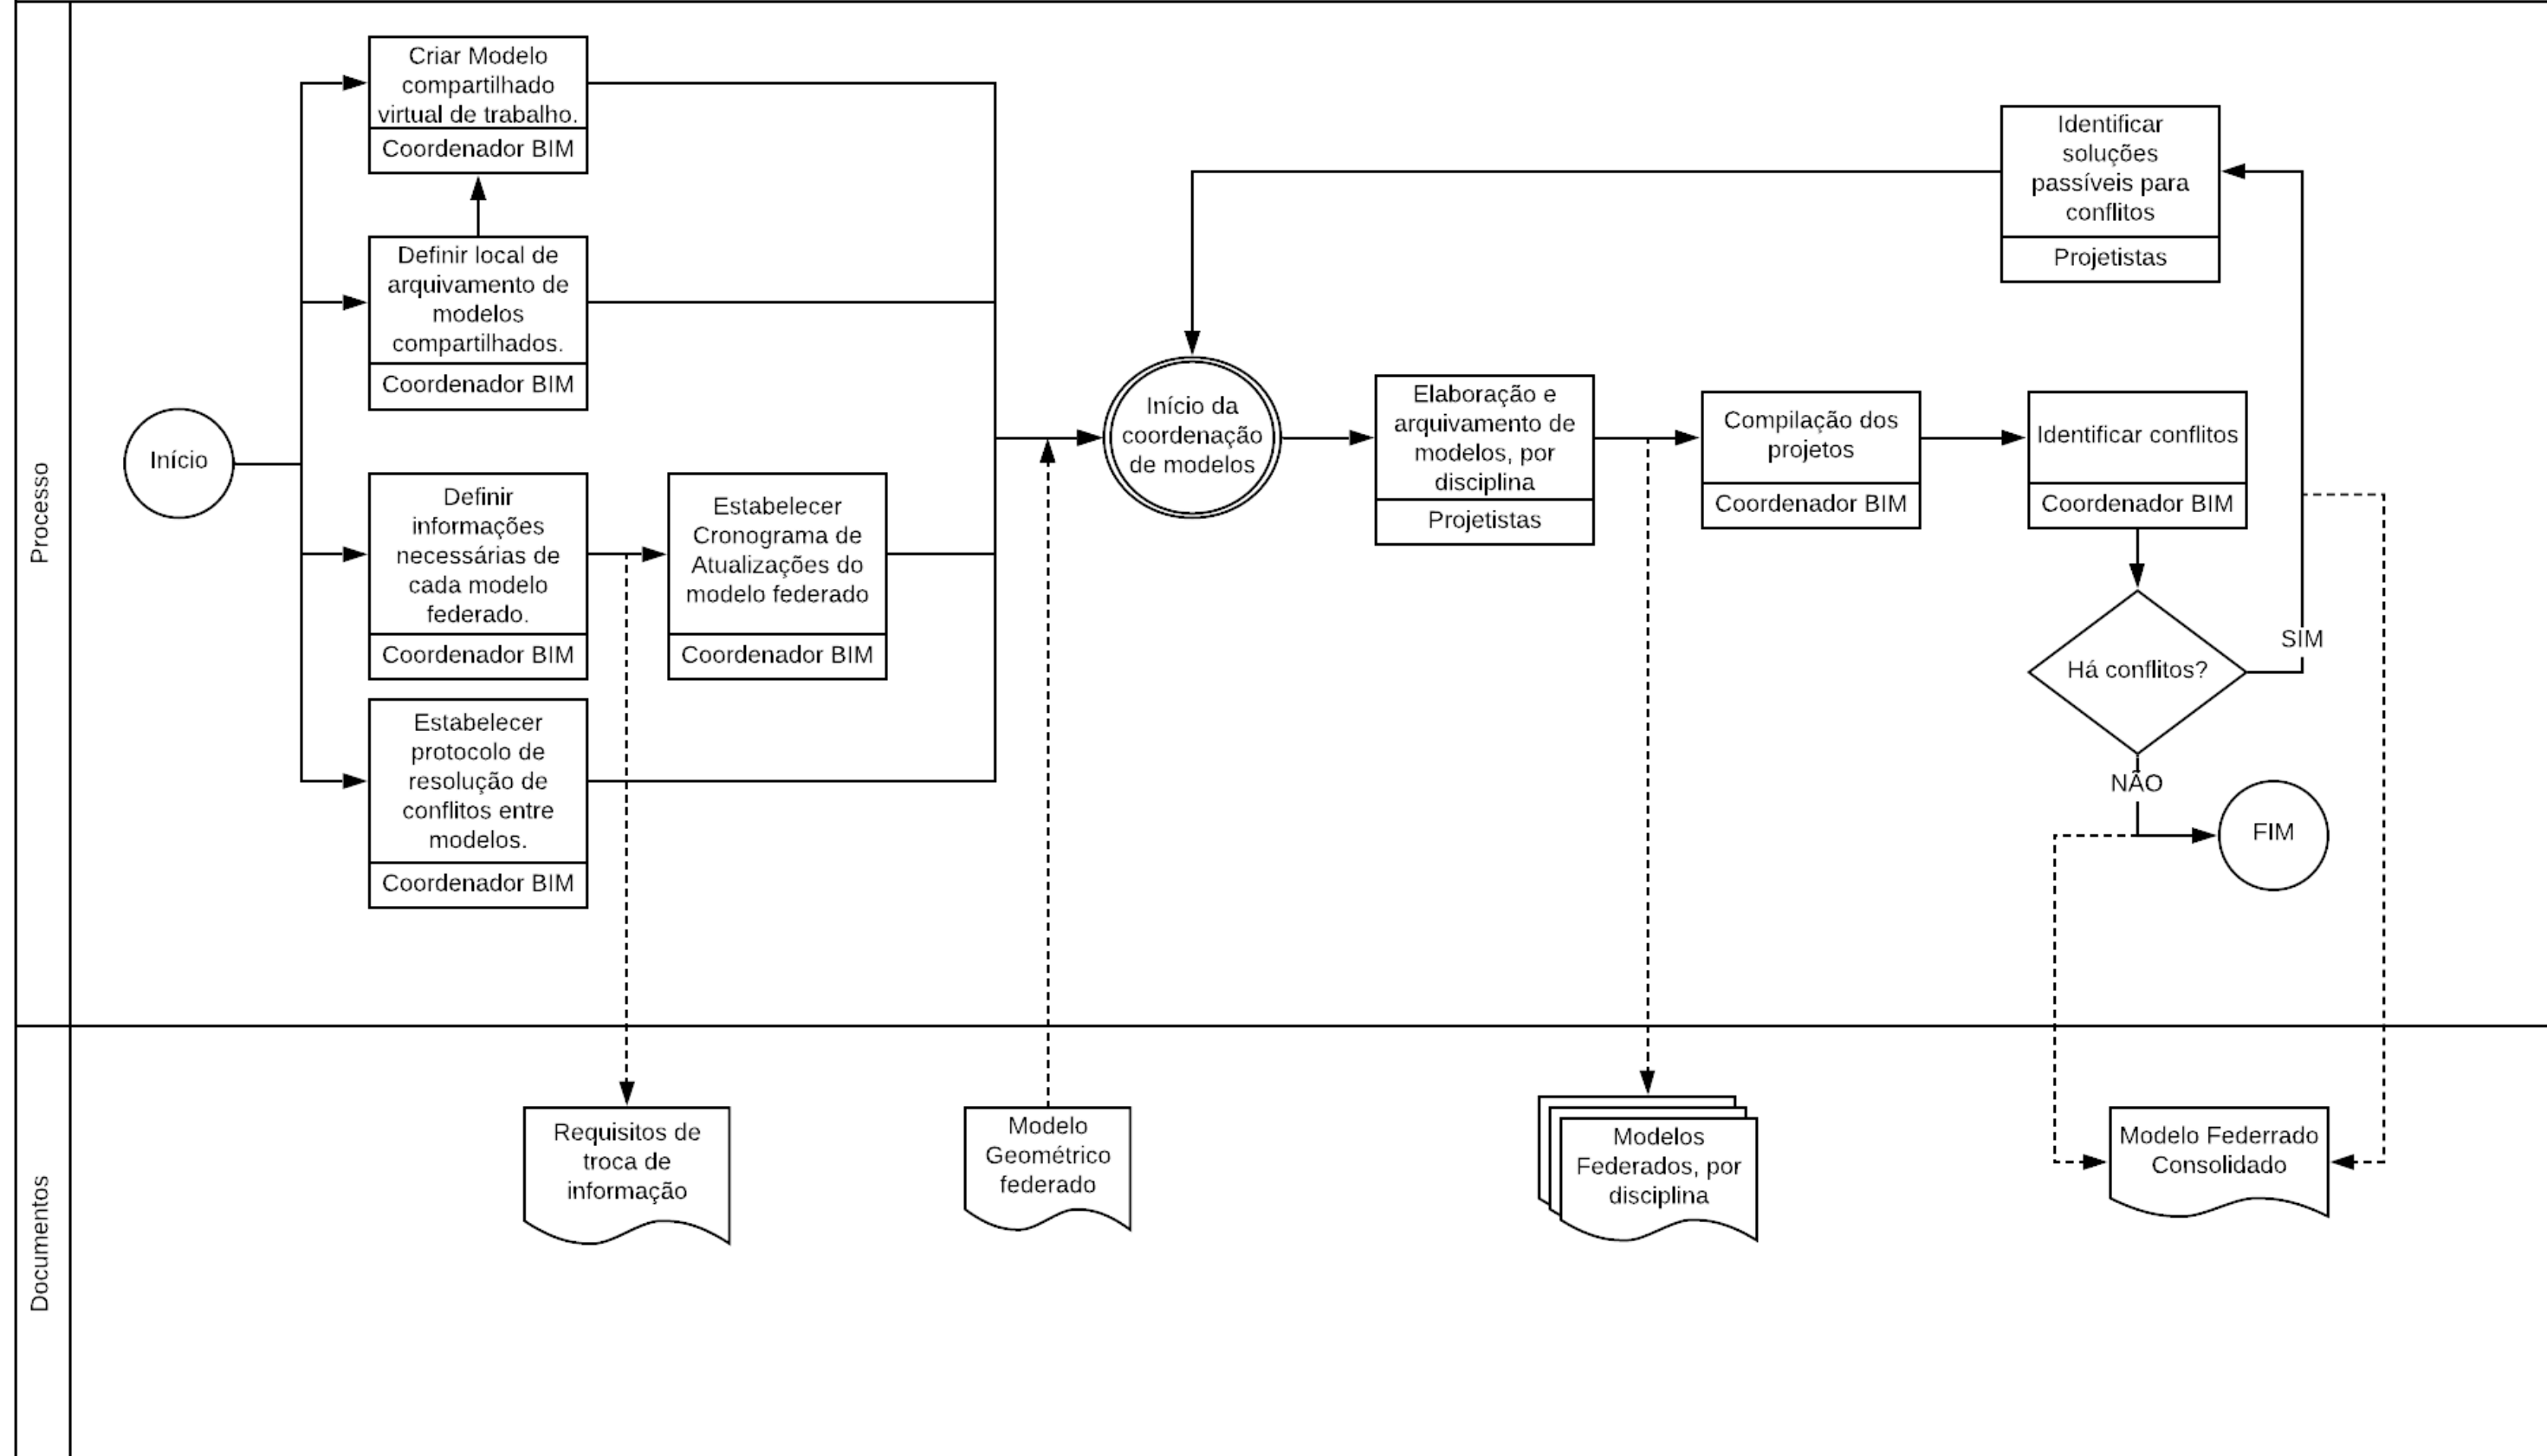 Processo
Início
Criar Modelo
compartilhado
virtual de trabalho.
Coordenador BIM
Definir local de
arquivamento de
modelos
compartilhados.
Coordenador BIM
Definir
informações
necessárias de
cada modelo
federado.
Coordenador BIM
Estabelecer
protocolo de
resolução de
conflitos entre
modelos.
Coordenador BIM
Estabelecer
Cronograma de
Atualizações do
modelo federado
Coordenador BIM
Início da
coordenação
de modelos
Elaboração e
arquivamento de
modelos, por
disciplina
Projetistas
Compilação dos
projetos
Coordenador BIM
Identificar conflitos
Coordenador BIM
Há conflitos?
SIM
Identificar
soluções
passíveis para
conflitos
Projetistas
NÃO
FIM
Documentos
Requisitos de
troca de
informação
Modelo
Geométrico
federado
Modelos
Federados, por
disciplina
Modelo Federrado
Consolidado